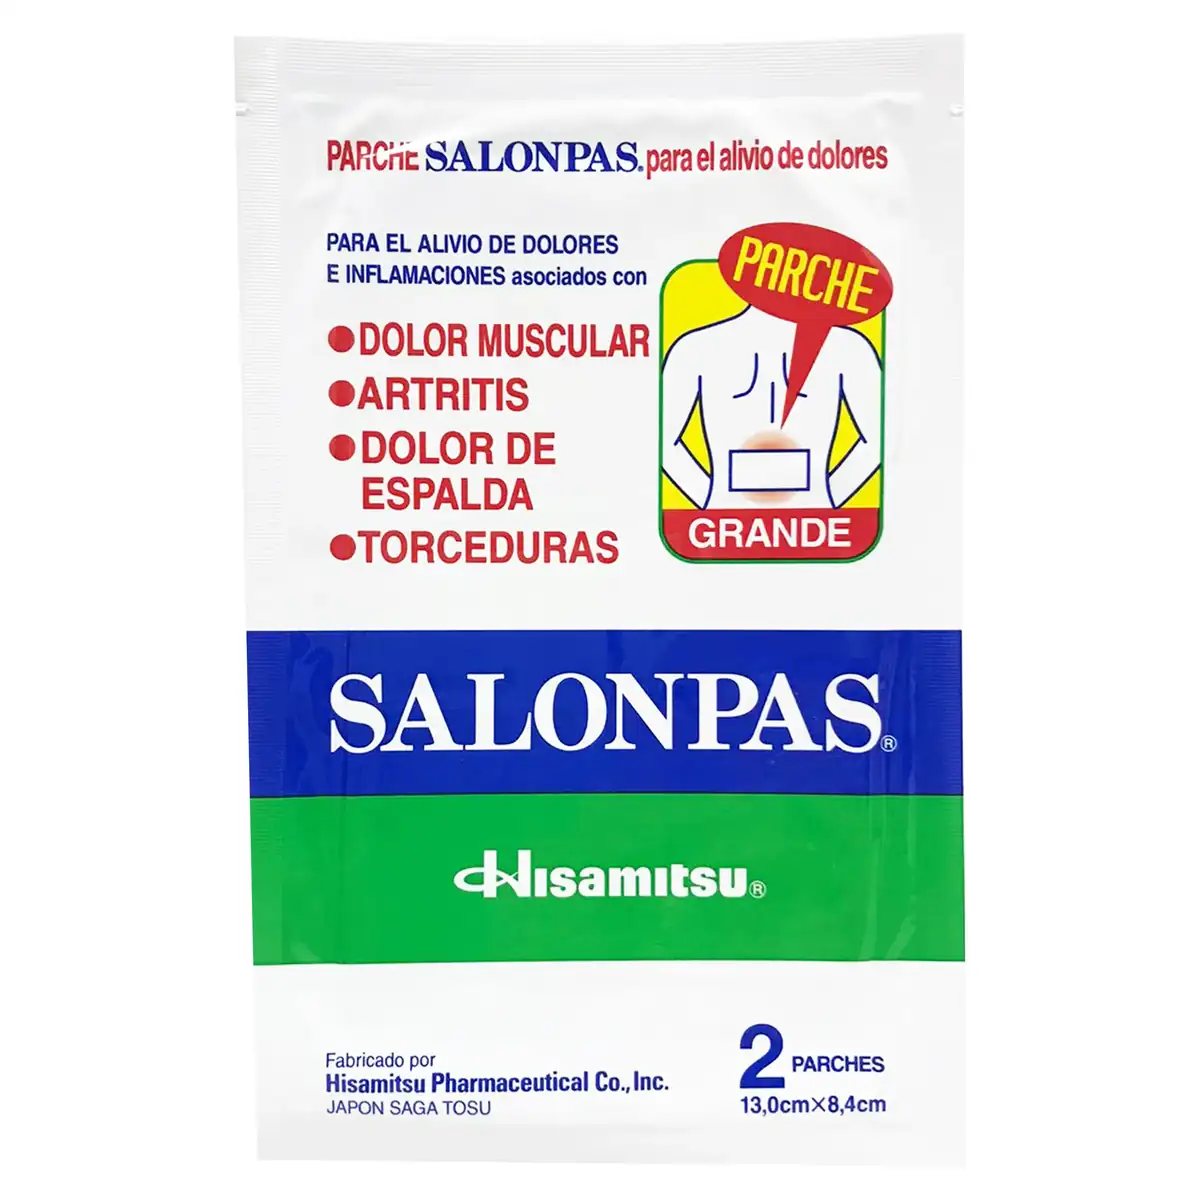 PARCHE SALONPAS® para el alivio de dolores
PARA EL ALIVIO DE DOLORES
E INFLAMACIONES asociados con
●DOLOR MUSCULAR
●ARTRITIS
●DOLOR DE
ESPALDA
●TORCEDURAS
PARCHE
GRANDE
SALONPAS®
Hisamitsu®
Fabricado por
Hisamitsu Pharmaceutical Co., Inc.
JAPON SAGA TOSU
2 PARCHES
13,0cm×8,4cm